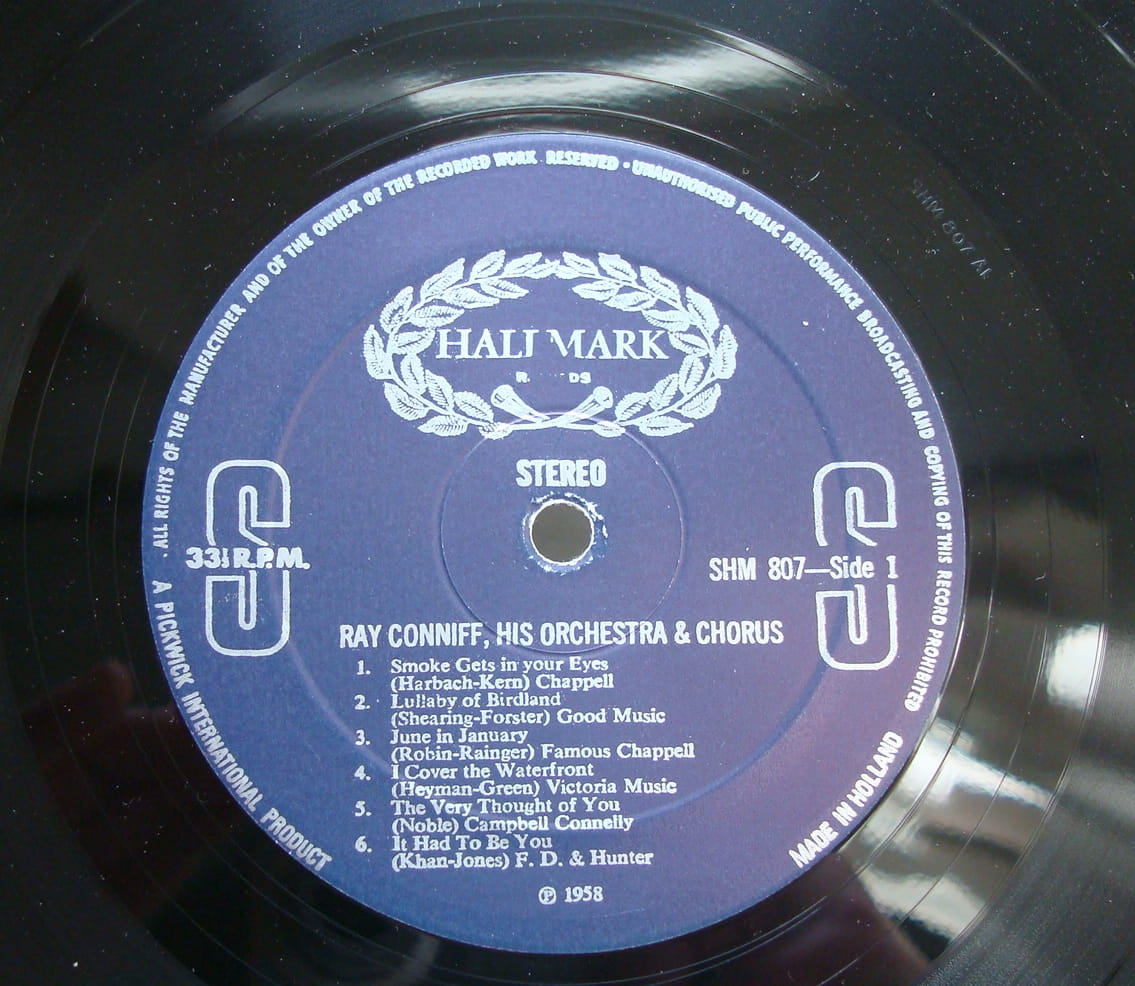 ALL RIGHTS OF THE MANUFACTURER AND OF THE OWNER OF THE RECORDED WORK RESERVED · UNAUTHORISED PUBLIC PERFORMANCE BROADCASTING AND COPYING OF THIS RECORD PROHIBITED
STEREO
33⅓ R.P.M.
SHM 807—Side 1
RAY CONNIFF, HIS ORCHESTRA & CHORUS
1. Smoke Gets in your Eyes
(Harbach-Kern) Chappell
2. Lullaby of Birdland
(Shearing-Forster) Good Music
3. June in January
(Robin-Rainger) Famous Chappell
4. I Cover the Waterfront
(Heyman-Green) Victoria Music
5. The Very Thought of You
(Noble) Campbell Connelly
6. It Had To Be You
(Khan-Jones) F. D. & Hunter
℗ 1958
A PICKWICK INTERNATIONAL PRODUCT
MADE IN HOLLAND
SHM 807 A1